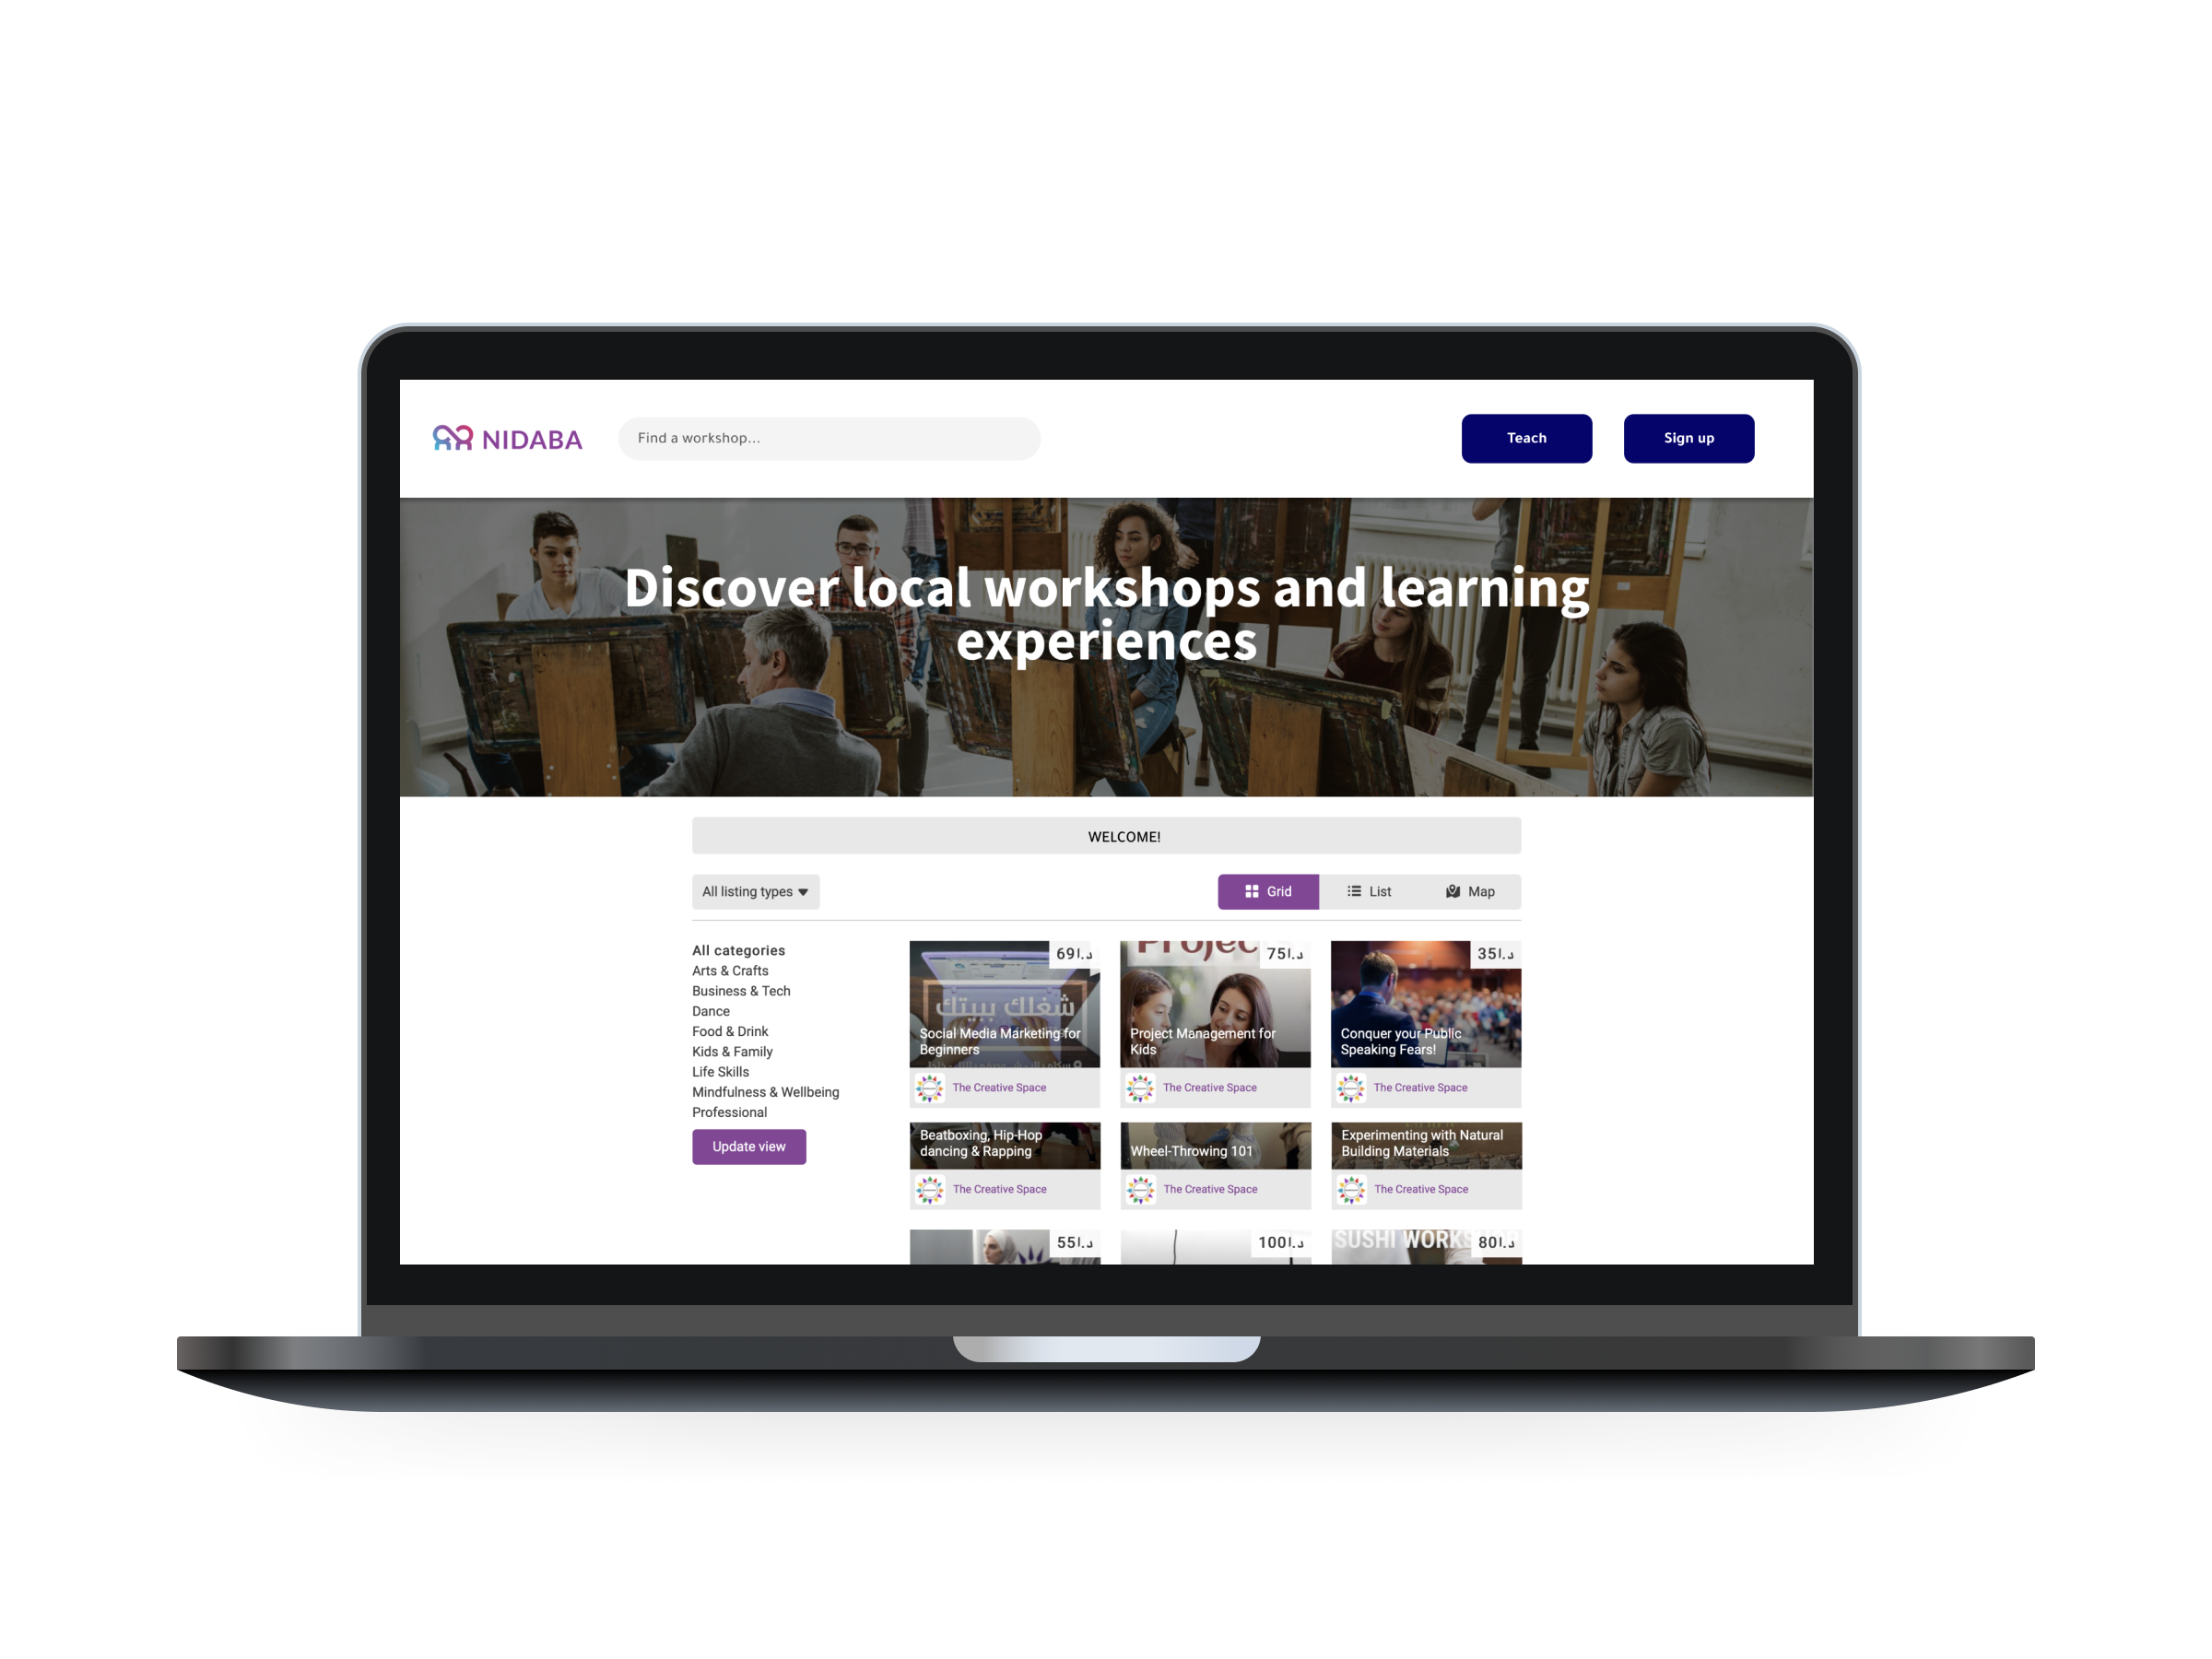 NIDABA
Find a workshop...
Teach
Sign up
Discover local workshops and learning
experiences
WELCOME!
All listing types
Grid
List
Map
All categories
Arts & Crafts
Business & Tech
Dance
Food & Drink
Kids & Family
Life Skills
Mindfulness & Wellbeing
Professional
Update view
69د.ا
شغلك ببيتك
Social Media Marketing for
Beginners
The Creative Space
75د.ا
Project Management for
Kids
The Creative Space
35د.ا
Conquer your Public
Speaking Fears!
The Creative Space
Beatboxing, Hip-Hop
dancing & Rapping
The Creative Space
Wheel-Throwing 101
The Creative Space
Experimenting with Natural
Building Materials
The Creative Space
55د.ا
100د.ا
SUSHI
80د.ا